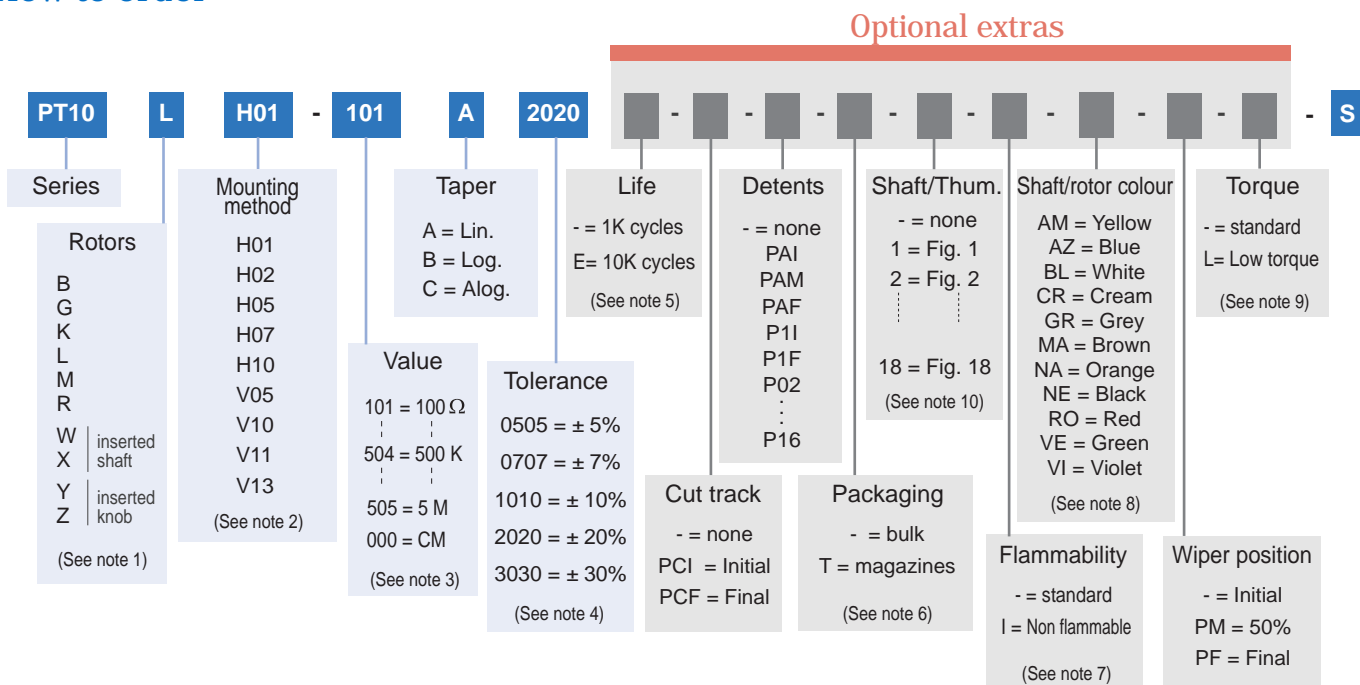 How to order
Optional extras
PT10 L H01 - 101 A 2020 - - - - - - - - - S
Series
Rotors
B
G
K
L
M
R
W
X
inserted
shaft
Y
Z
inserted
knob
(See note 1)
Mounting
method
H01
H02
H05
H07
H10
V05
V10
V11
V13
(See note 2)
Value
101 = 100 Ω
504 = 500 K
505 = 5 M
000 = CM
(See note 3)
Taper
A = Lin.
B = Log.
C = Alog.
Tolerance
0505 = ± 5%
0707 = ± 7%
1010 = ± 10%
2020 = ± 20%
3030 = ± 30%
(See note 4)
Life
- = 1K cycles
E= 10K cycles
(See note 5)
Cut track
- = none
PCI = Initial
PCF = Final
Detents
- = none
PAI
PAM
PAF
P1I
P1F
P02
:
:
P16
Packaging
- = bulk
T = magazines
(See note 6)
Shaft/Thum.
- = none
1 = Fig. 1
2 = Fig. 2
18 = Fig. 18
(See note 10)
Flammability
- = standard
I = Non flammable
(See note 7)
Shaft/rotor colour
AM = Yellow
AZ = Blue
BL = White
CR = Cream
GR = Grey
MA = Brown
NA = Orange
NE = Black
RO = Red
VE = Green
VI = Violet
(See note 8)
Wiper position
- = Initial
PM = 50%
PF = Final
Torque
- = standard
L= Low torque
(See note 9)